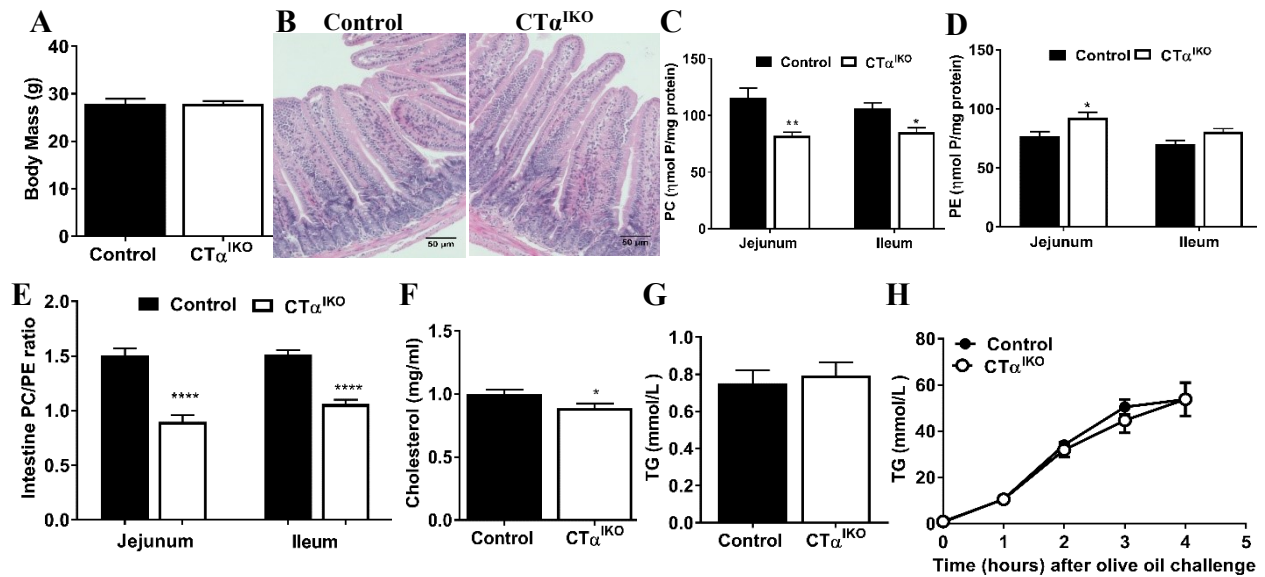 A
Body Mass (g)
40
30
20
10
0
Control
CTα^IKO
B
Control
CTα^IKO
50 µm
50 µm
C
PC (ηmol P/mg protein)
150
100
50
0
Control
CTα^IKO
**
*
Jejunum
Ileum
D
PE (ηmol P/mg protein)
150
100
50
0
Control
CTα^IKO
*
Jejunum
Ileum
E
Intestine PC/PE ratio
2.0
1.5
1.0
0.5
0.0
Control
CTα^IKO
****
****
Jejunum
Ileum
F
Cholesterol (mg/ml)
1.5
1.0
0.5
0.0
*
Control
CTα^IKO
G
TG (mmol/L )
1.0
0.8
0.6
0.4
0.2
0.0
Control
CTα^IKO
H
TG (mmol/L )
80
60
40
20
0
Control
CTα^IKO
0 1 2 3 4 5
Time (hours) after olive oil challenge